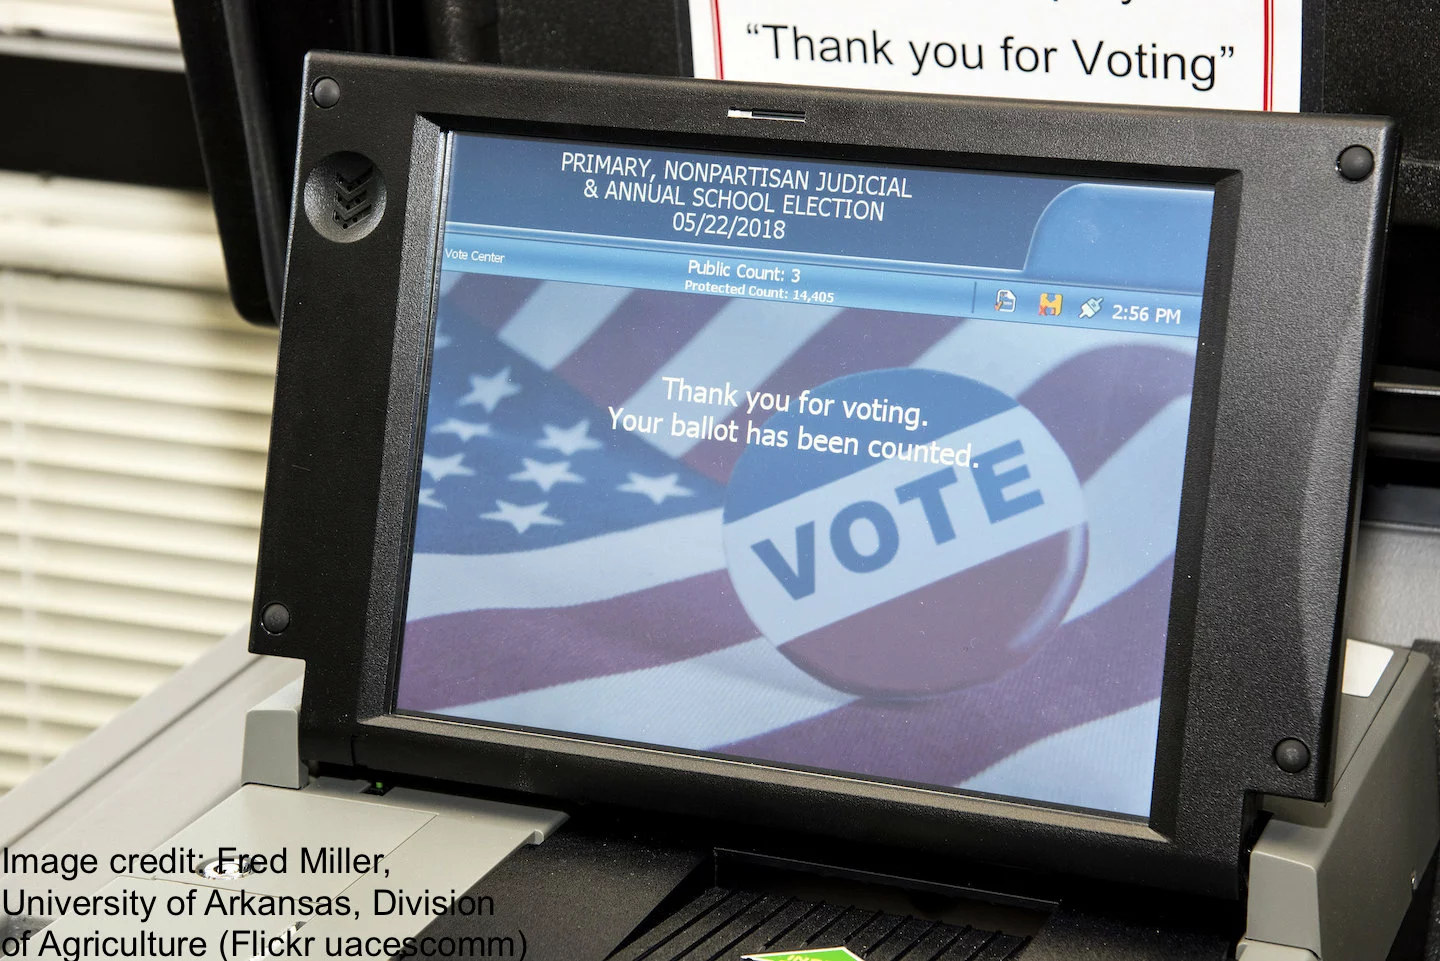 “Thank you for Voting”
PRIMARY, NONPARTISAN JUDICIAL
& ANNUAL SCHOOL ELECTION
05/22/2018
Vote Center
Public Count: 3
Protected Count: 14,405
2:56 PM
Thank you for voting.
Your ballot has been counted.
VOTE
Image credit: Fred Miller,
University of Arkansas, Division
of Agriculture (Flickr uacescomm)